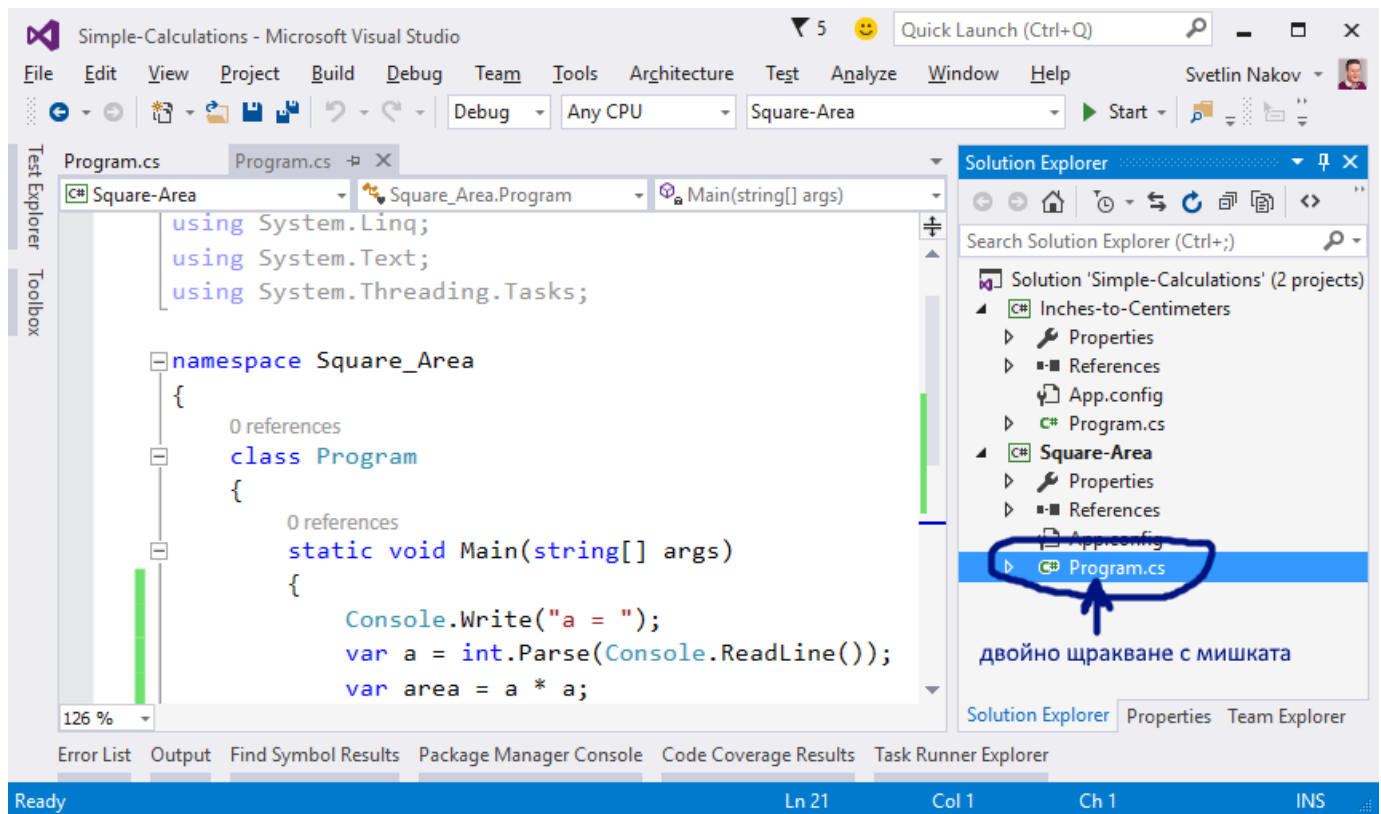 Simple-Calculations - Microsoft Visual Studio
5
Quick Launch (Ctrl+Q)
File Edit View Project Build Debug Team Tools Architecture Test Analyze Window Help
Svetlin Nakov
Debug Any CPU Square-Area Start
Test Explorer
Toolbox
Program.cs Program.cs
C# Square-Area Square_Area.Program Main(string[] args)
using System.Linq;
using System.Text;
using System.Threading.Tasks;
namespace Square_Area
{
0 references
class Program
{
0 references
static void Main(string[] args)
{
Console.Write("a = ");
var a = int.Parse(Console.ReadLine());
var area = a * a;
126 %
Solution Explorer
Search Solution Explorer (Ctrl+;)
Solution 'Simple-Calculations' (2 projects)
C# Inches-to-Centimeters
Properties
References
App.config
C# Program.cs
C# Square-Area
Properties
References
App.config
C# Program.cs
двойно щракване с мишката
Solution Explorer Properties Team Explorer
Error List Output Find Symbol Results Package Manager Console Code Coverage Results Task Runner Explorer
Ready Ln 21 Col 1 Ch 1 INS